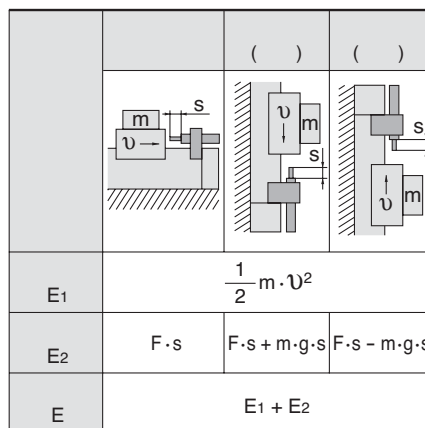 (      ) (      )
m s υ
υ m s
s υ m
E1 1/2 m·υ²
E2 F·s F·s + m·g·s F·s − m·g·s
E E1 + E2